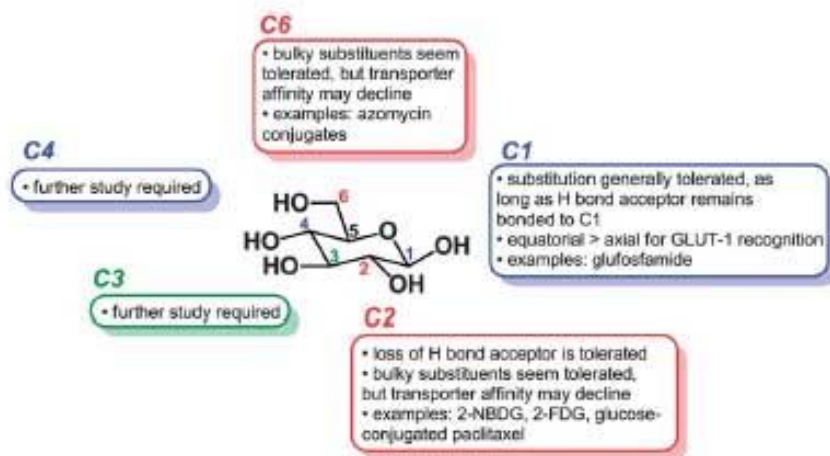 C6
• bulky substituents seem
tolerated, but transporter
affinity may decline
• examples: azomycin
conjugates
C4
• further study required
C1
• substitution generally tolerated, as
long as H bond acceptor remains
bonded to C1
• equatorial > axial for GLUT-1 recognition
• examples: glufosfamide
HO
6
4
5
O
HO
HO
3
2
1
OH
OH
C3
• further study required
C2
• loss of H bond acceptor is tolerated
• bulky substituents seem tolerated,
but transporter affinity may decline
• examples: 2-NBDG, 2-FDG, glucose-
conjugated paclitaxel